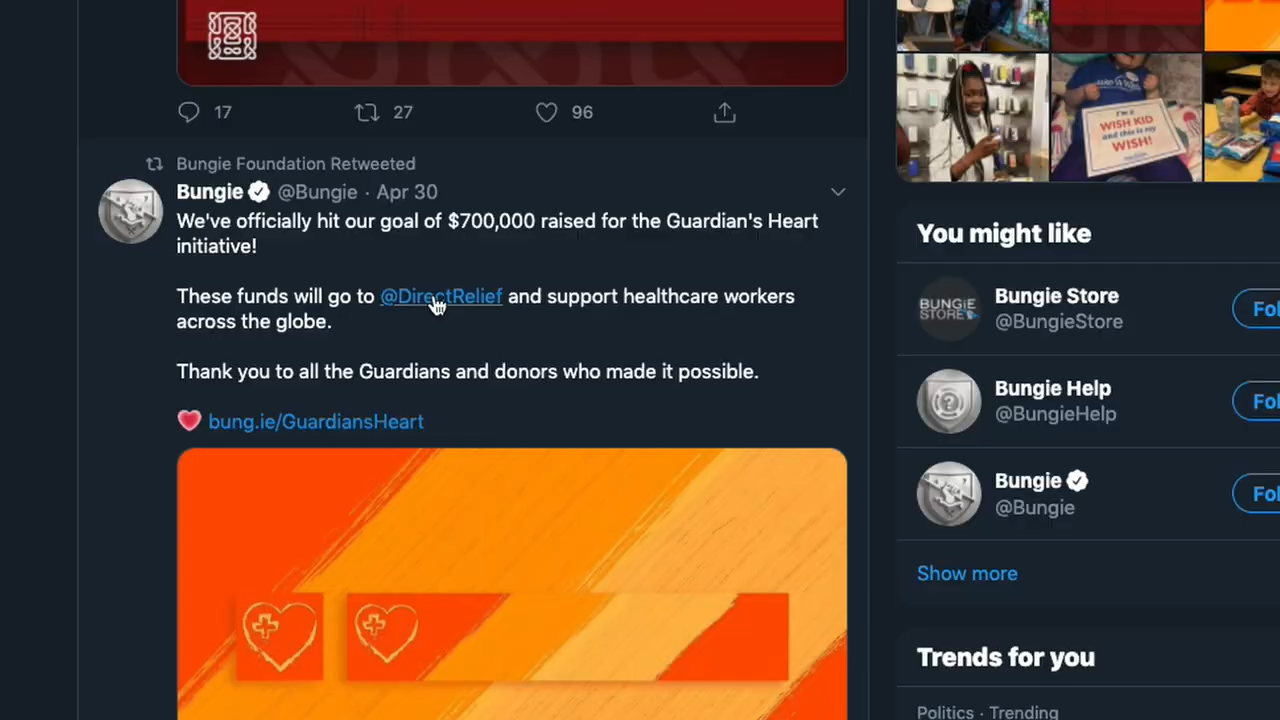 17 27 96
Bungie Foundation Retweeted
Bungie @Bungie · Apr 30
We've officially hit our goal of $700,000 raised for the Guardian's Heart
initiative!
These funds will go to @DirectRelief and support healthcare workers
across the globe.
Thank you to all the Guardians and donors who made it possible.
bung.ie/GuardiansHeart
I'm a
WISH KID
and this is my
WISH!
You might like
BUNGiE
STORE
Bungie Store
@BungieStore
Fol
Bungie Help
@BungieHelp
Fol
Bungie
@Bungie
Fol
Show more
Trends for you
Politics · Trending